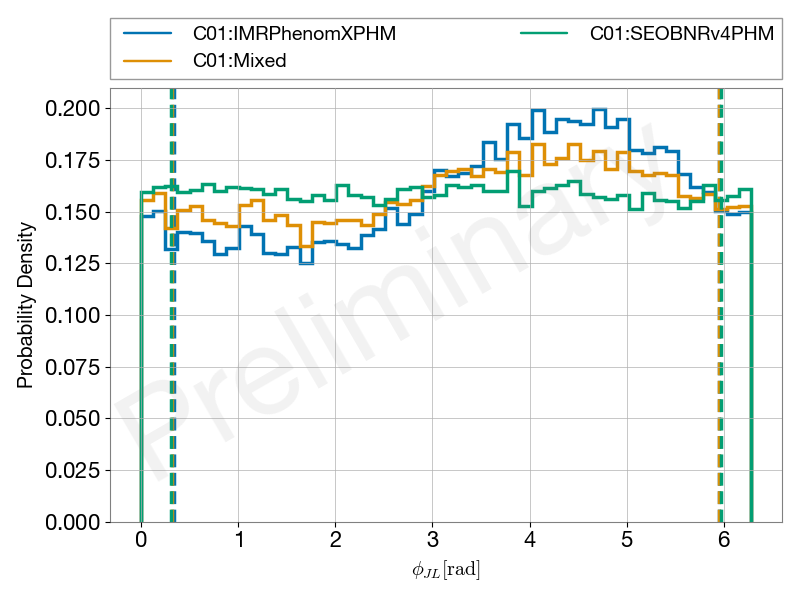 C01:IMRPhenomXPHM
C01:Mixed
C01:SEOBNRv4PHM
0.200
0.175
0.150
0.125
0.100
0.075
0.050
0.025
0.000
Probability Density
Preliminary
0 1 2 3 4 5 6
ϕ_JL[rad]